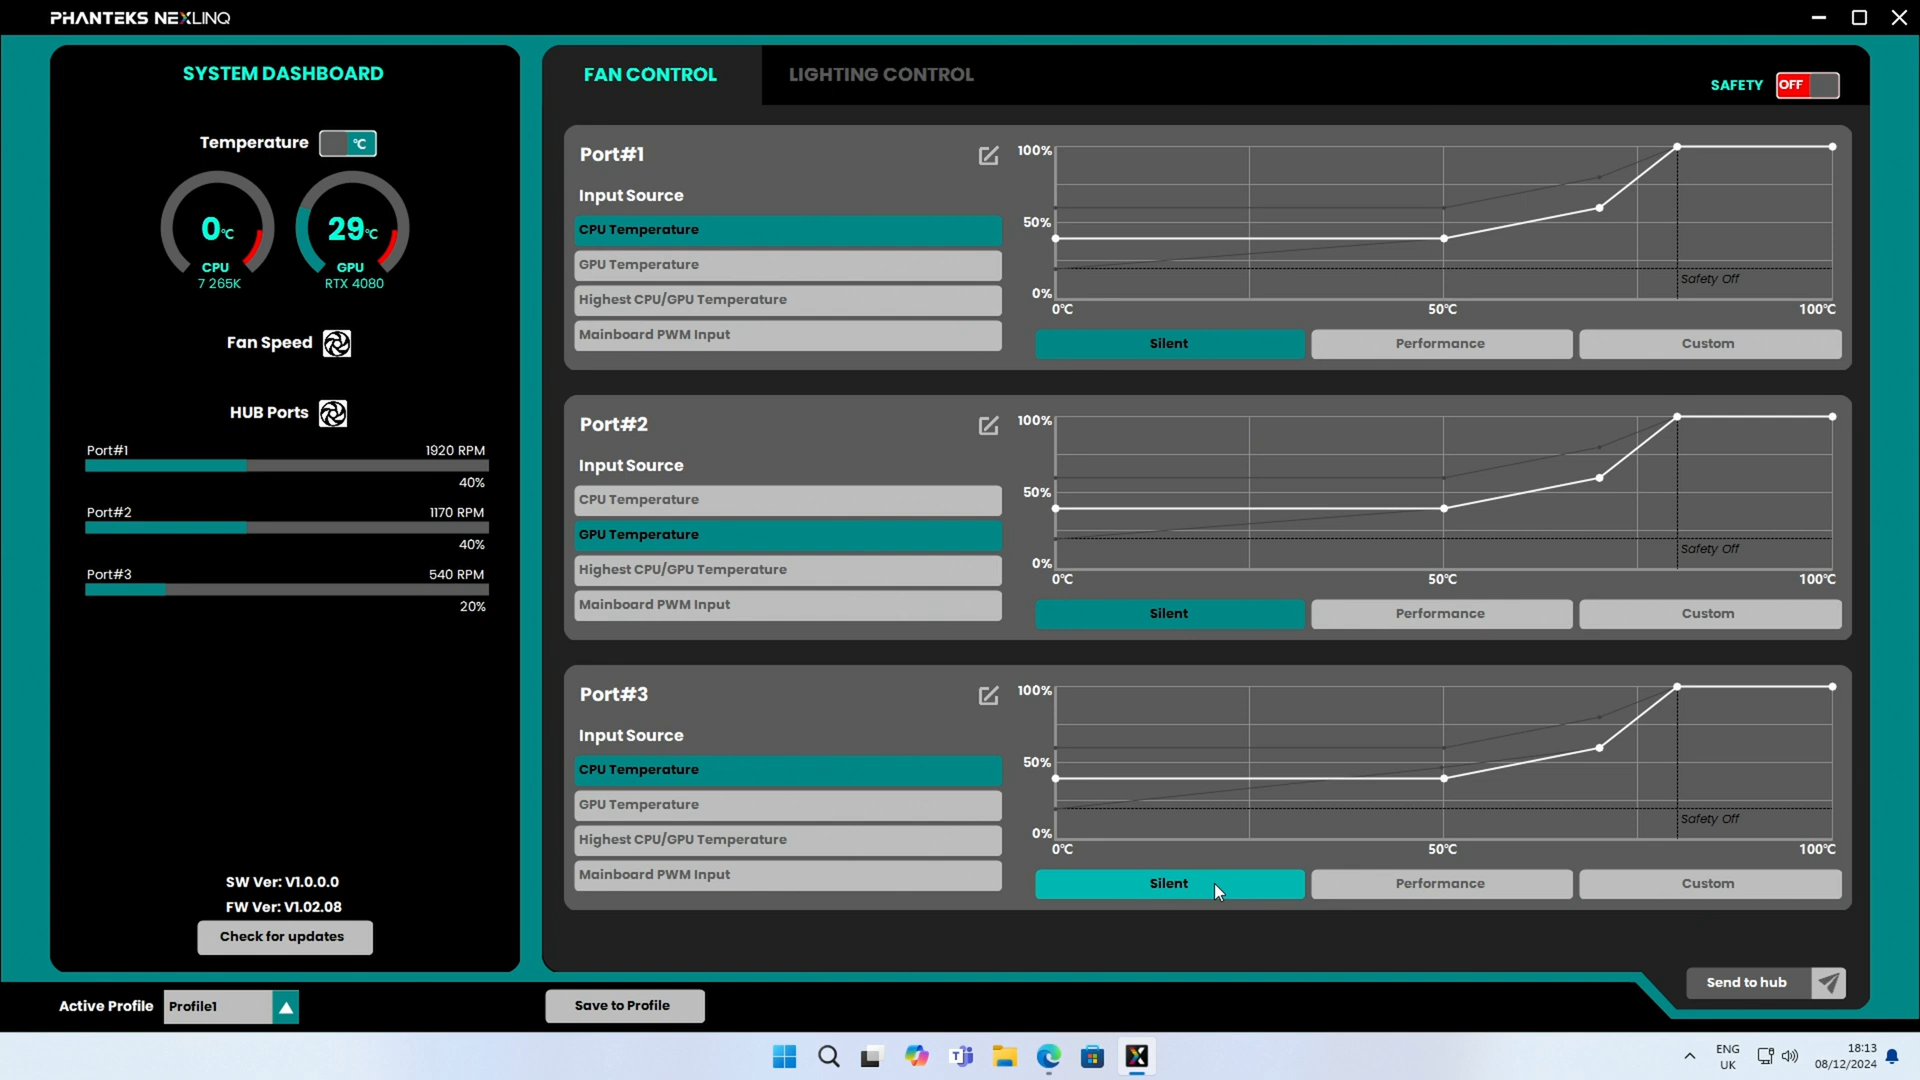 PHANTEKS NEXLINQ
SYSTEM DASHBOARD
Temperature °C
0°C
CPU
7 265K
29°C
GPU
RTX 4080
Fan Speed
HUB Ports
Port#1 1920 RPM
40%
Port#2 1170 RPM
40%
Port#3 540 RPM
20%
SW Ver: V1.0.0.0
FW Ver: V1.02.08
Check for updates
FAN CONTROL
LIGHTING CONTROL
SAFETY OFF
Port#1
Input Source
CPU Temperature
GPU Temperature
Highest CPU/GPU Temperature
Mainboard PWM Input
100%
50%
0%
Safety Off
0°C 50°C 100°C
Silent Performance Custom
Port#2
Input Source
CPU Temperature
GPU Temperature
Highest CPU/GPU Temperature
Mainboard PWM Input
100%
50%
0%
Safety Off
0°C 50°C 100°C
Silent Performance Custom
Port#3
Input Source
CPU Temperature
GPU Temperature
Highest CPU/GPU Temperature
Mainboard PWM Input
100%
50%
0%
Safety Off
0°C 50°C 100°C
Silent Performance Custom
Send to hub
Active Profile Profile1
Save to Profile
ENG
UK
18:13
08/12/2024